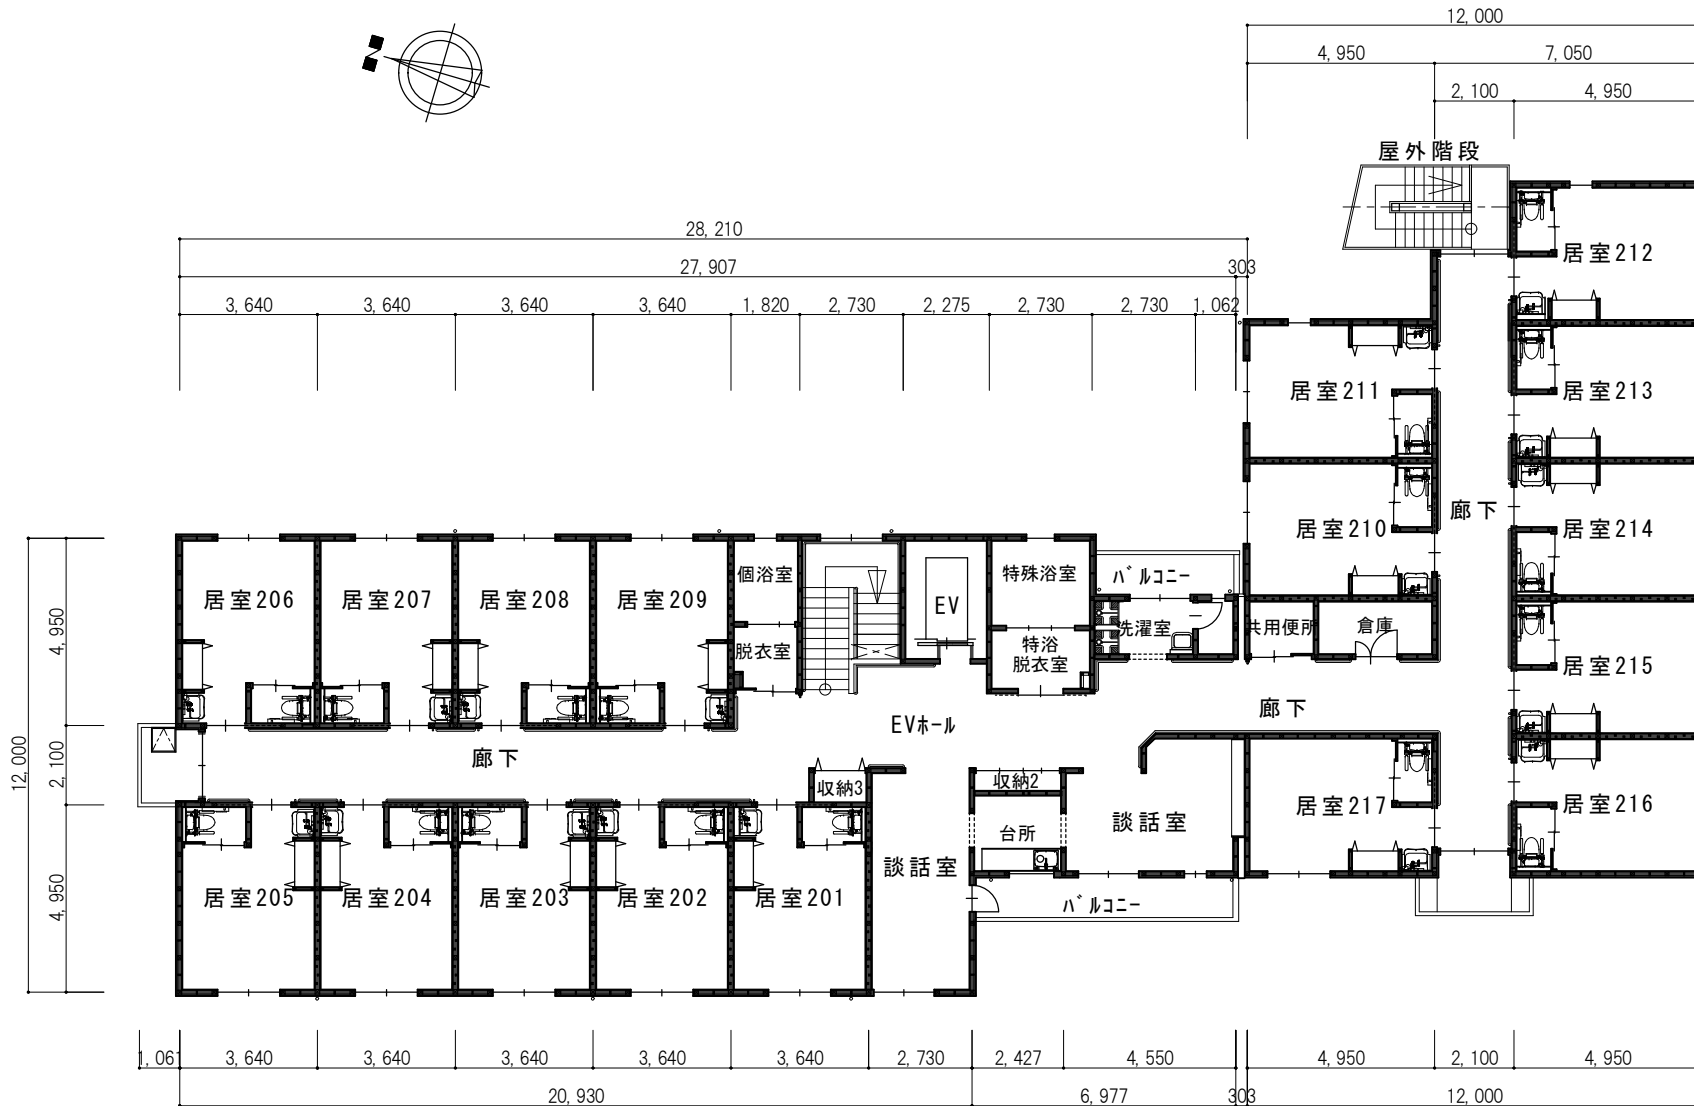 12,000
4,950
7,050
2,100
4,950
屋外階段
28,210
27,907
303
3,640
3,640
3,640
3,640
1,820
2,730
2,275
2,730
2,730
1,062
居室212
居室211
居室213
居室210
廊下
居室214
個浴室
特殊浴室
バルコニー
居室206
居室207
居室208
居室209
EV
洗濯室
共用便所
倉庫
脱衣室
特浴
脱衣室
居室215
4,950
EVホール
廊下
12,000
2,100
廊下
収納3
収納2
居室217
居室216
台所
談話室
談話室
4,950
居室205
居室204
居室203
居室202
居室201
バルコニー
1,061
3,640
3,640
3,640
3,640
3,640
2,730
2,427
4,550
4,950
2,100
4,950
20,930
6,977
303
12,000